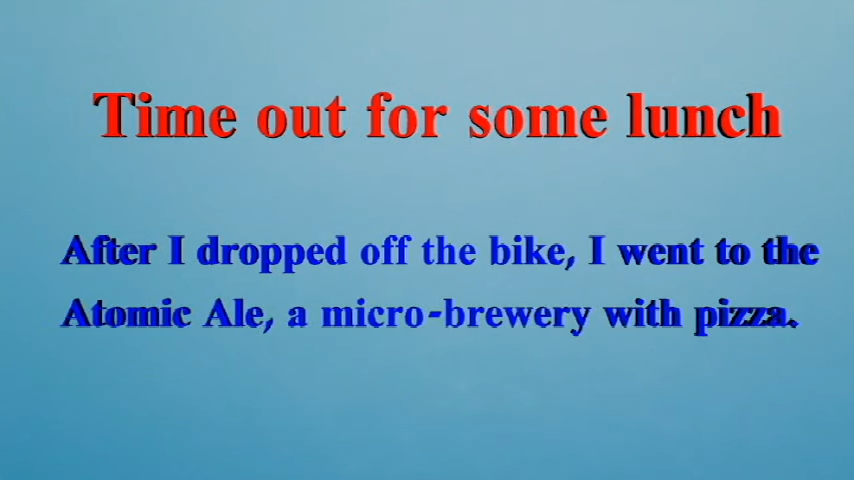 Time out for some lunch
After I dropped off the bike, I went to the
Atomic Ale, a micro-brewery with pizza.